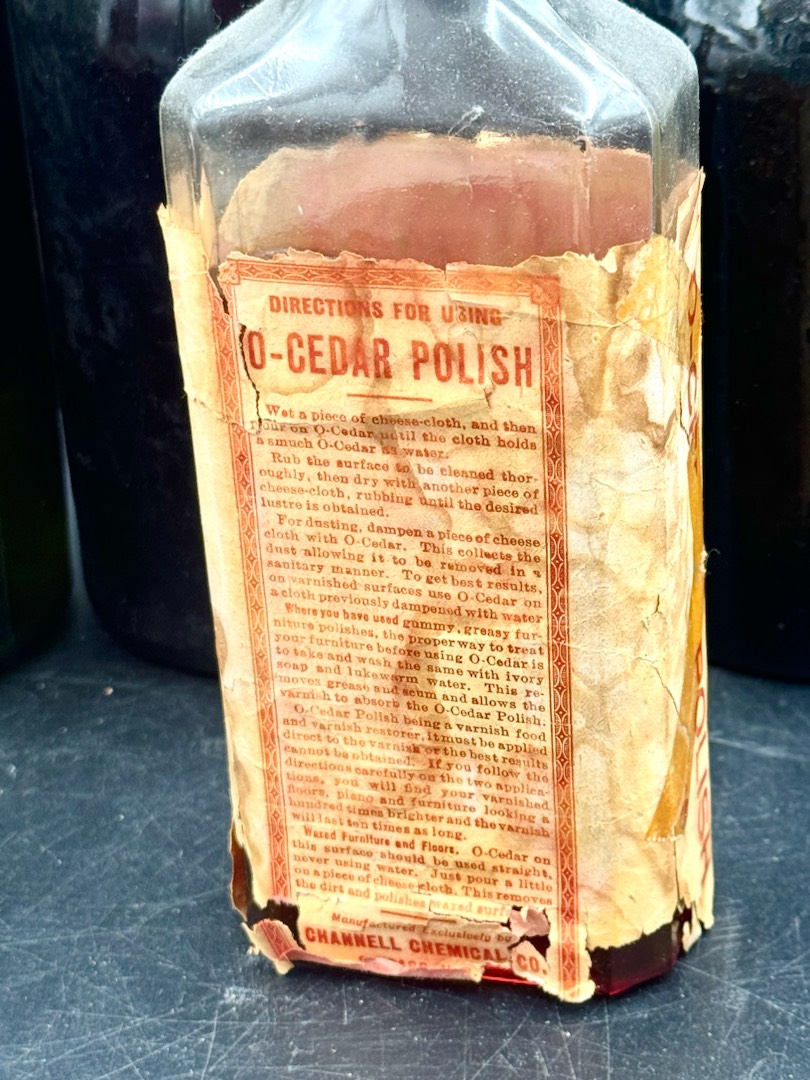 DIRECTIONS FOR USING
O-CEDAR POLISH
Wet a piece of cheese-cloth, and then
pour on O-Cedar until the cloth holds
a smuch O-Cedar as water.
Rub the surface to be cleaned thor-
oughly, then dry with another piece of
cheese-cloth, rubbing until the desired
lustre is obtained.
For dusting, dampen a piece of cheese
cloth with O-Cedar. This collects the
dust allowing it to be removed in a
sanitary manner. To get best results,
on varnished surfaces use O-Cedar on
a cloth previously dampened with water
Where you have used gummy, greasy fur-
niture polishes, the proper way to treat
your furniture before using O-Cedar is
to take and wash the same with ivory
soap and lukewarm water. This re-
moves grease and scum and allows the
varnish to absorb the O-Cedar Polish.
O-Cedar Polish being a varnish food
and varnish restorer, it must be applied
direct to the varnish or the best results
cannot be obtained. If you follow the
directions carefully on the two applica-
tions, you will find your varnished
floors, piano and furniture looking a
hundred times brighter and the varnish
will last ten times as long.
Waxed Furniture and Floors. O-Cedar on
this surface should be used straight,
never using water. Just pour a little
on a piece of cheese cloth. This removes
the dirt and polishes waxed surf
Manufactured Exclusively by
CHANNELL CHEMICAL CO.
POLISH